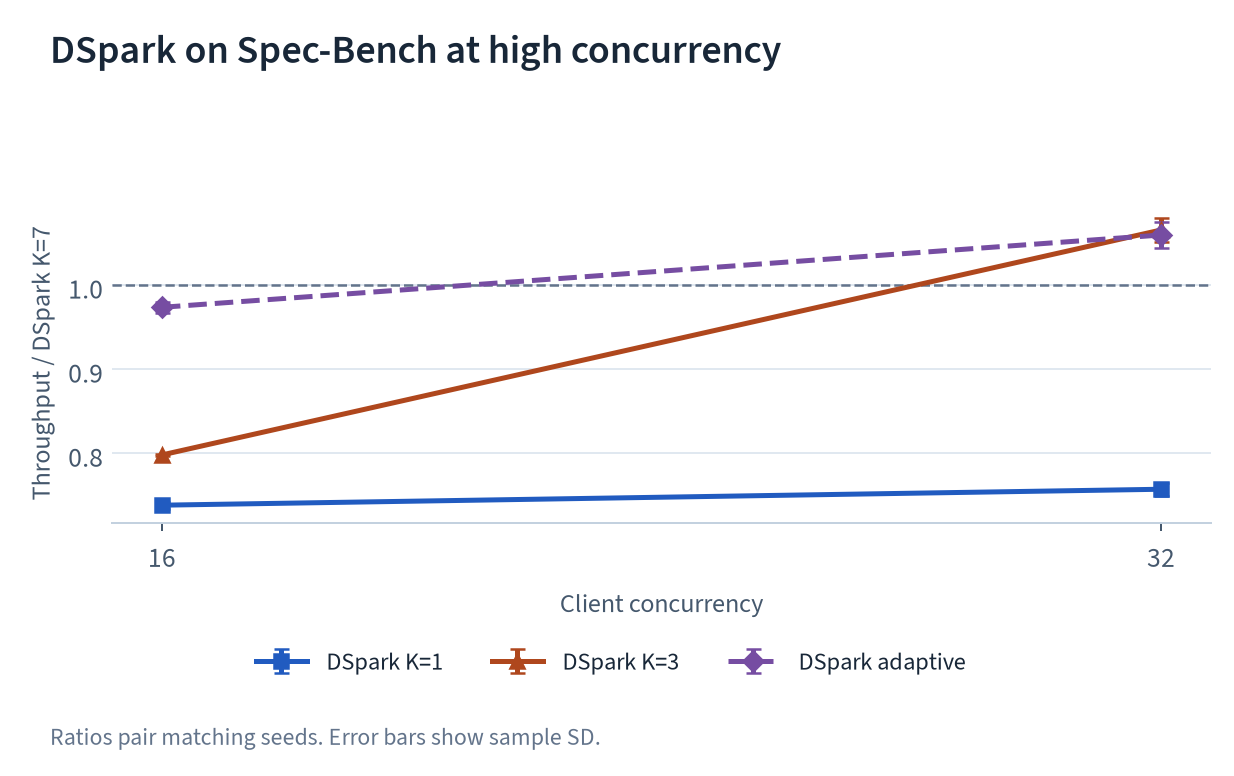 DSpark on Spec-Bench at high concurrency
Throughput / DSpark K=7
1.0
0.9
0.8
16
32
Client concurrency
DSpark K=1
DSpark K=3
DSpark adaptive
Ratios pair matching seeds. Error bars show sample SD.